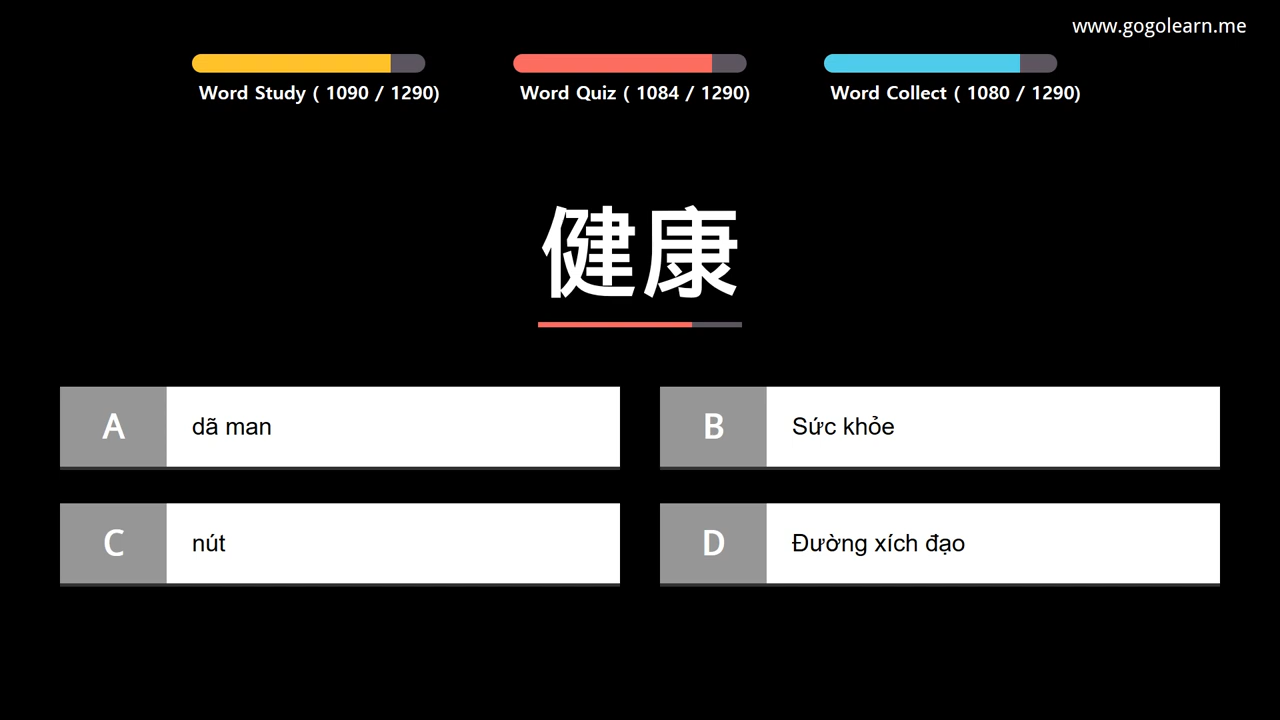 www.gogolearn.me
Word Study ( 1090 / 1290)
Word Quiz ( 1084 / 1290)
Word Collect ( 1080 / 1290)
健康
A
dã man
B
Sức khỏe
C
nút
D
Đường xích đạo